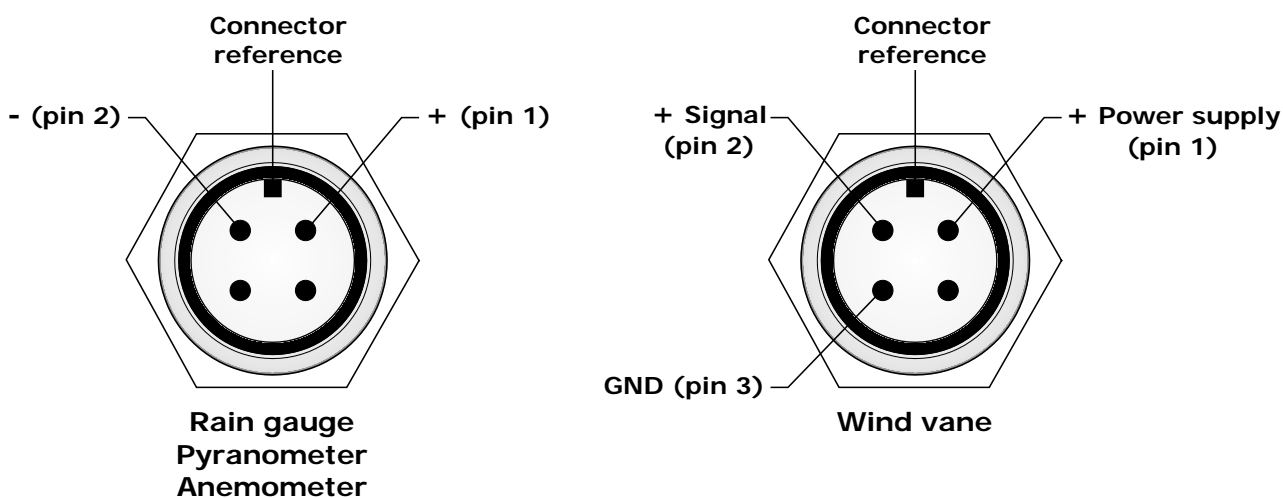 Connector
reference
- (pin 2)
+ (pin 1)
Rain gauge
Pyranometer
Anemometer
Connector
reference
+ Signal
(pin 2)
+ Power supply
(pin 1)
GND (pin 3)
Wind vane